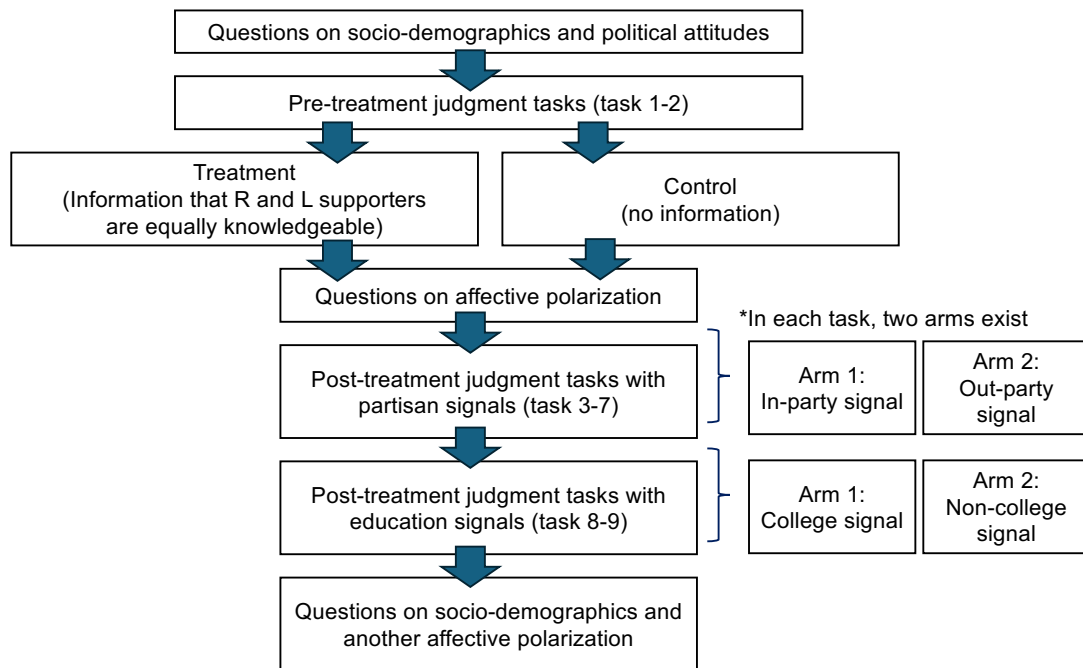 Questions on socio-demographics and political attitudes
Pre-treatment judgment tasks (task 1-2)
Treatment
(Information that R and L supporters
are equally knowledgeable)
Control
(no information)
Questions on affective polarization
*In each task, two arms exist
Post-treatment judgment tasks with
partisan signals (task 3-7)
Arm 1:
In-party signal
Arm 2:
Out-party
signal
Post-treatment judgment tasks with
education signals (task 8-9)
Arm 1:
College signal
Arm 2:
Non-college
signal
Questions on socio-demographics and
another affective polarization